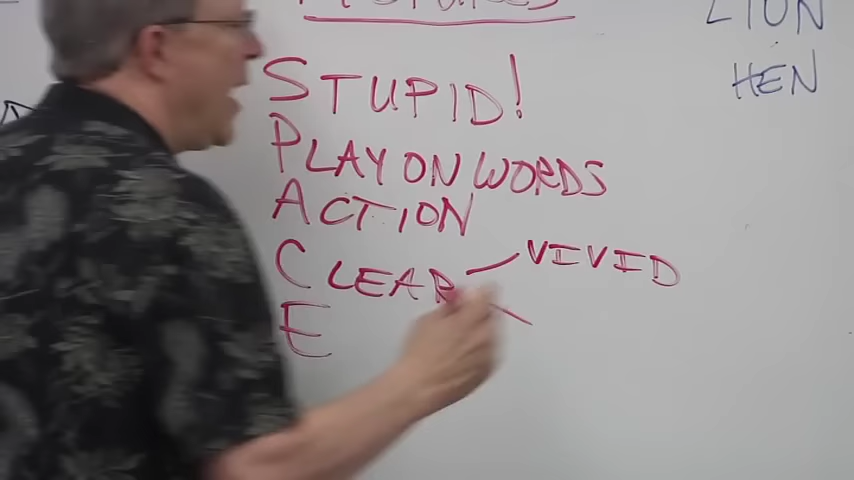 LION
HEN
STUPID!
PLAY ON WORDS
ACTION
CLEAR VIVID
E